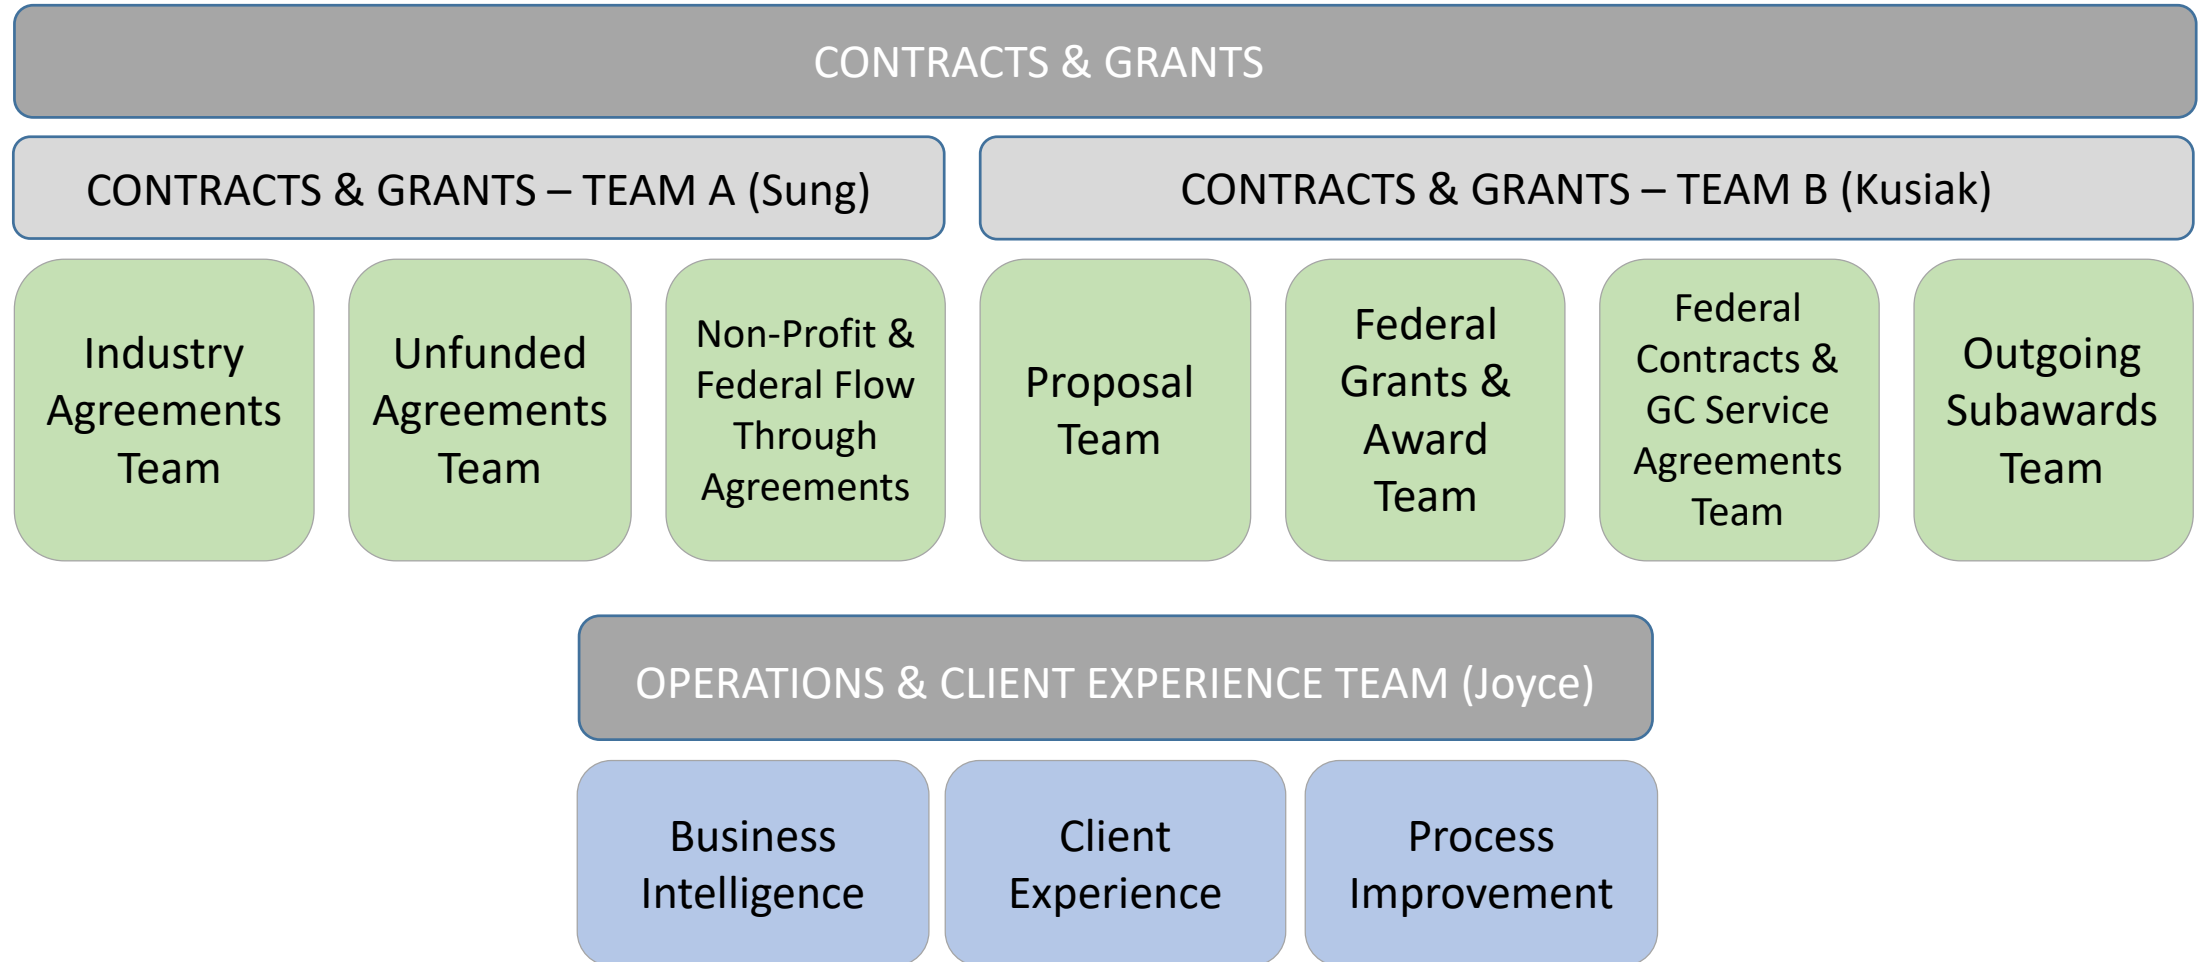 CONTRACTS & GRANTS
CONTRACTS & GRANTS – TEAM A (Sung)
CONTRACTS & GRANTS – TEAM B (Kusiak)
Industry
Agreements
Team
Unfunded
Agreements
Team
Non-Profit &
Federal Flow
Through
Agreements
Proposal
Team
Federal
Grants &
Award
Team
Federal
Contracts &
GC Service
Agreements
Team
Outgoing
Subawards
Team
OPERATIONS & CLIENT EXPERIENCE TEAM (Joyce)
Business
Intelligence
Client
Experience
Process
Improvement